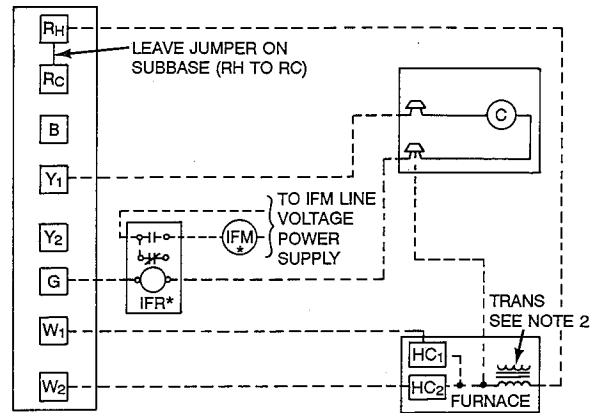 RH
LEAVE JUMPER ON
SUBBASE (RH TO RC)
RC
B
C
Y1
TO IFM LINE
VOLTAGE
POWER
SUPPLY
Y2
IFM
*
G
IFR*
TRANS
SEE NOTE 2
W1
HC1
W2
HC2
FURNACE